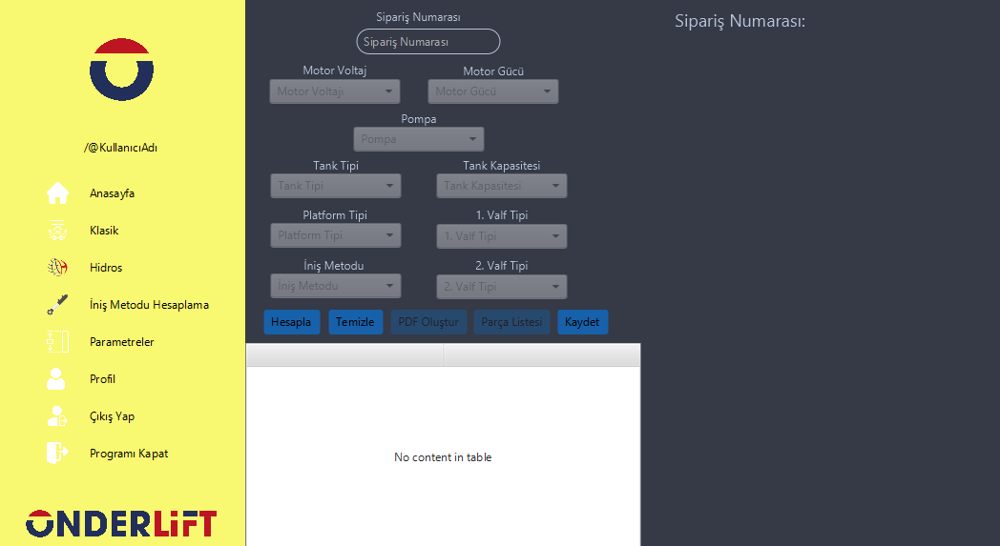 /@KullanıcıAdı
Anasayfa
Klasik
Hidros
İniş Metodu Hesaplama
Parametreler
Profil
Çıkış Yap
Programı Kapat
ONDERLiFT
Sipariş Numarası
Sipariş Numarası
Motor Voltaj
Motor Gücü
Motor Voltajı
Motor Gücü
Pompa
Pompa
Tank Tipi
Tank Kapasitesi
Tank Tipi
Tank Kapasitesi
Platform Tipi
1. Valf Tipi
Platform Tipi
1. Valf Tipi
İniş Metodu
2. Valf Tipi
İniş Metodu
2. Valf Tipi
Hesapla
Temizle
PDF Oluştur
Parça Listesi
Kaydet
No content in table
Sipariş Numarası: